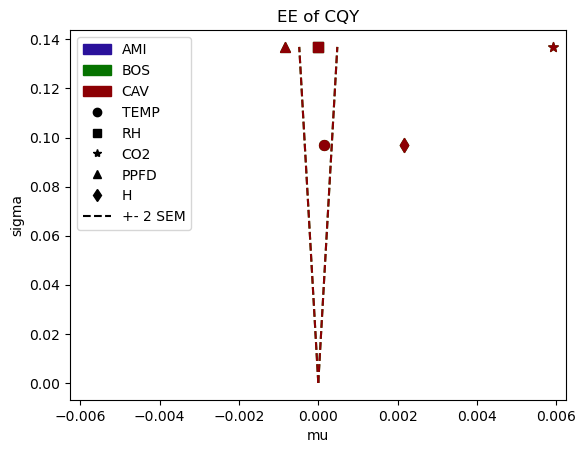 EE of CQY
0.14
0.12
0.10
0.08
0.06
0.04
0.02
0.00
sigma
AMI
BOS
CAV
TEMP
RH
CO2
PPFD
H
+- 2 SEM
−0.006 −0.004 −0.002 0.000 0.002 0.004 0.006
mu